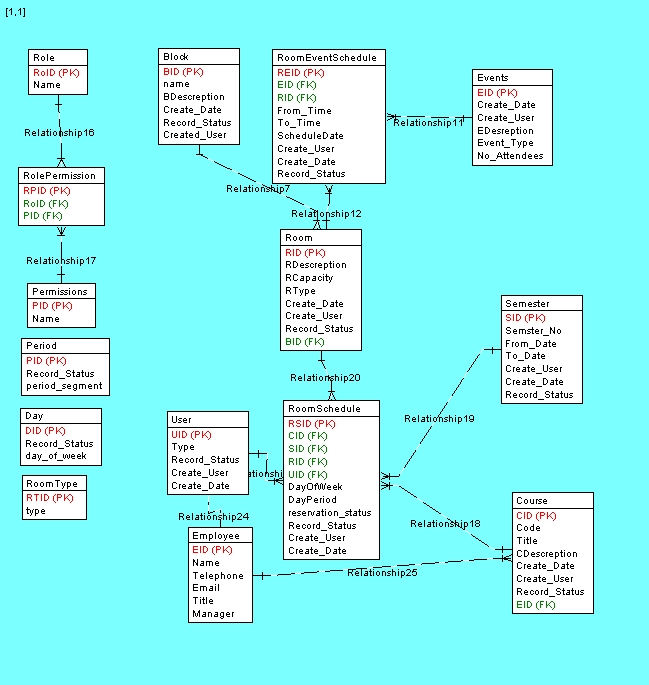 [1,1]
Role
RoID (PK)
Name
Relationship16
RolePermission
RPID (PK)
RoID (FK)
PID (FK)
Relationship17
Permissions
PID (PK)
Name
Period
PID (PK)
Record_Status
period_segment
Day
DID (PK)
Record_Status
day_of_week
RoomType
RTID (PK)
type
Block
BID (PK)
name
BDescreption
Create_Date
Record_Status
Created_User
Relationship7
RoomEventSchedule
REID (PK)
EID (FK)
RID (FK)
From_Time
To_Time
ScheduleDate
Create_User
Create_Date
Record_Status
Relationship11
Events
EID (PK)
Create_Date
Create_User
EDesreption
Event_Type
No_Attendees
Relationship12
Room
RID (PK)
RDescreption
RCapacity
RType
Create_Date
Create_User
Record_Status
BID (FK)
Relationship20
Semester
SID (PK)
Semster_No
From_Date
To_Date
Create_User
Create_Date
Record_Status
Relationship19
User
UID (PK)
Type
Record_Status
Create_User
Create_Date
RoomSchedule
RSID (PK)
CID (FK)
SID (FK)
RID (FK)
UID (FK)
DayOfWeek
DayPeriod
reservation_status
Record_Status
Create_User
Create_Date
Relationship24
Employee
EID (PK)
Name
Telephone
Email
Title
Manager
Relationship18
Relationship25
Course
CID (PK)
Code
Title
CDescreption
Create_Date
Create_User
Record_Status
EID (FK)